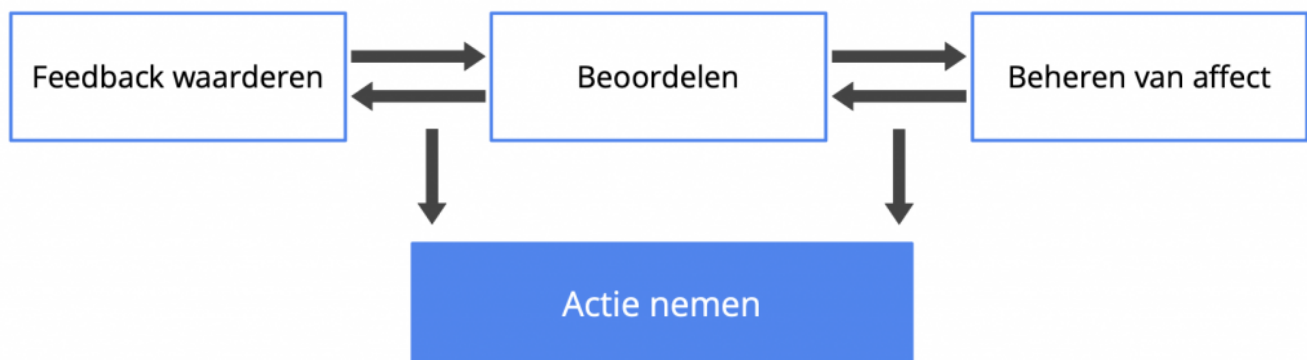 Feedback waarderen
Beoordelen
Beheren van affect
Actie nemen